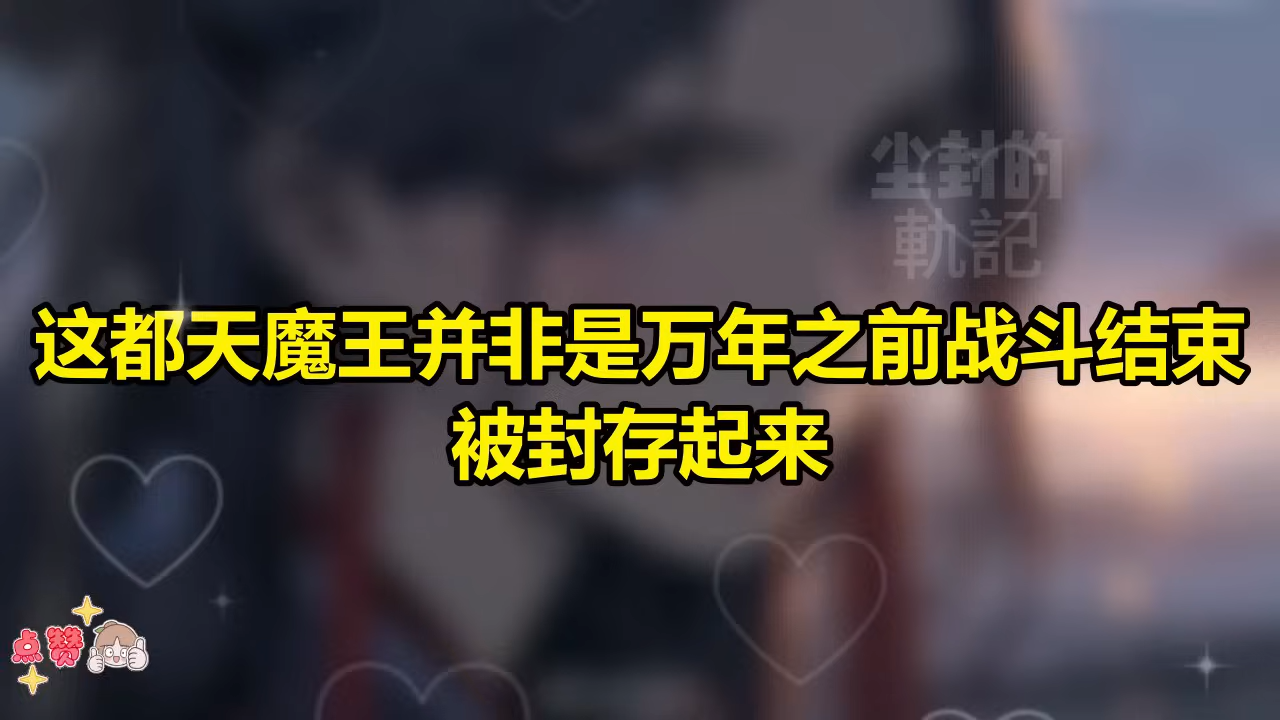 尘封的
軌記
这都天魔王并非是万年之前战斗结束
被封存起来
点赞